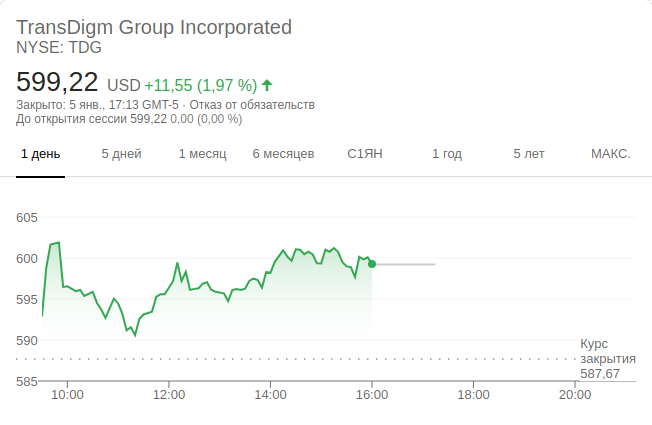 TransDigm Group Incorporated
NYSE: TDG
599,22 USD +11,55 (1,97 %)
Закрыто: 5 янв., 17:13 GMT-5 · Отказ от обязательств
До открытия сессии 599,22 0,00 (0,00 %)
1 день 5 дней 1 месяц 6 месяцев С1ЯН 1 год 5 лет МАКС.
605
600
595
590
Курс
закрытия
587,67
585
10:00 12:00 14:00 16:00 18:00 20:00